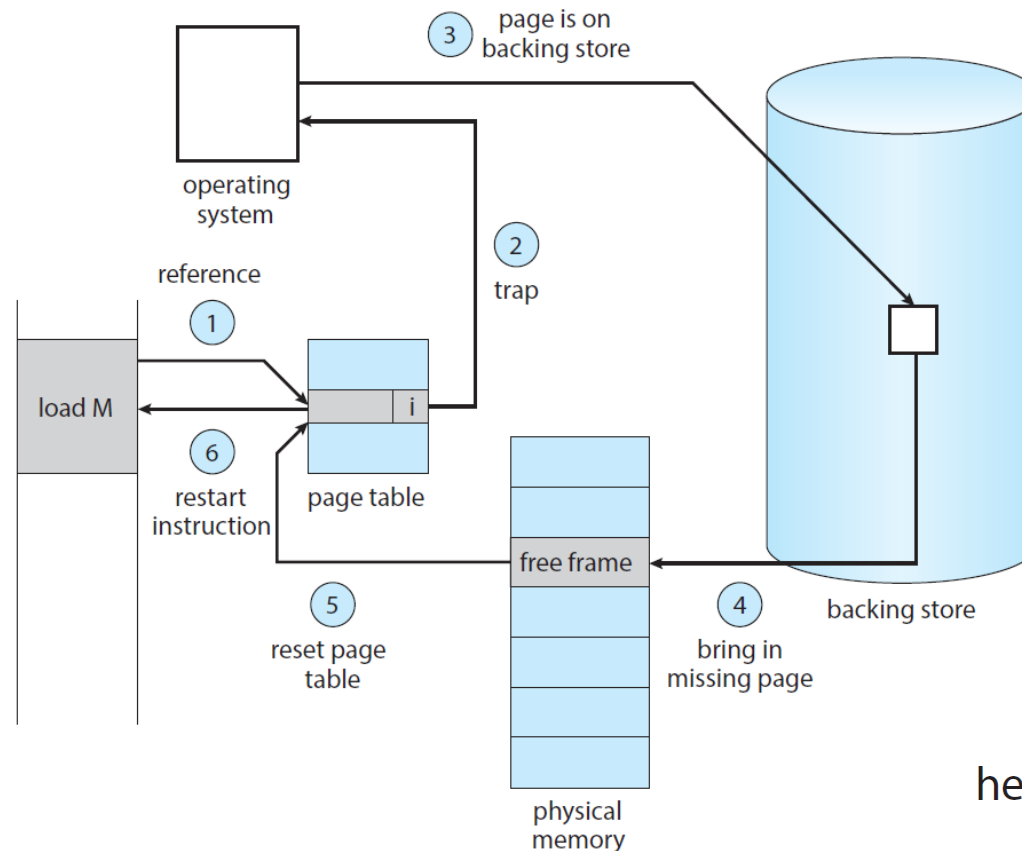 3
page is on
backing store
operating
system
2
trap
reference
1
load M
i
6
restart
instruction
page table
free frame
5
reset page
table
4
bring in
missing page
backing store
physical
memory
he